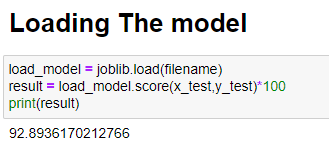 Loading The model
load_model = joblib.load(filename)
result = load_model.score(x_test,y_test)*100
print(result)
92.8936170212766